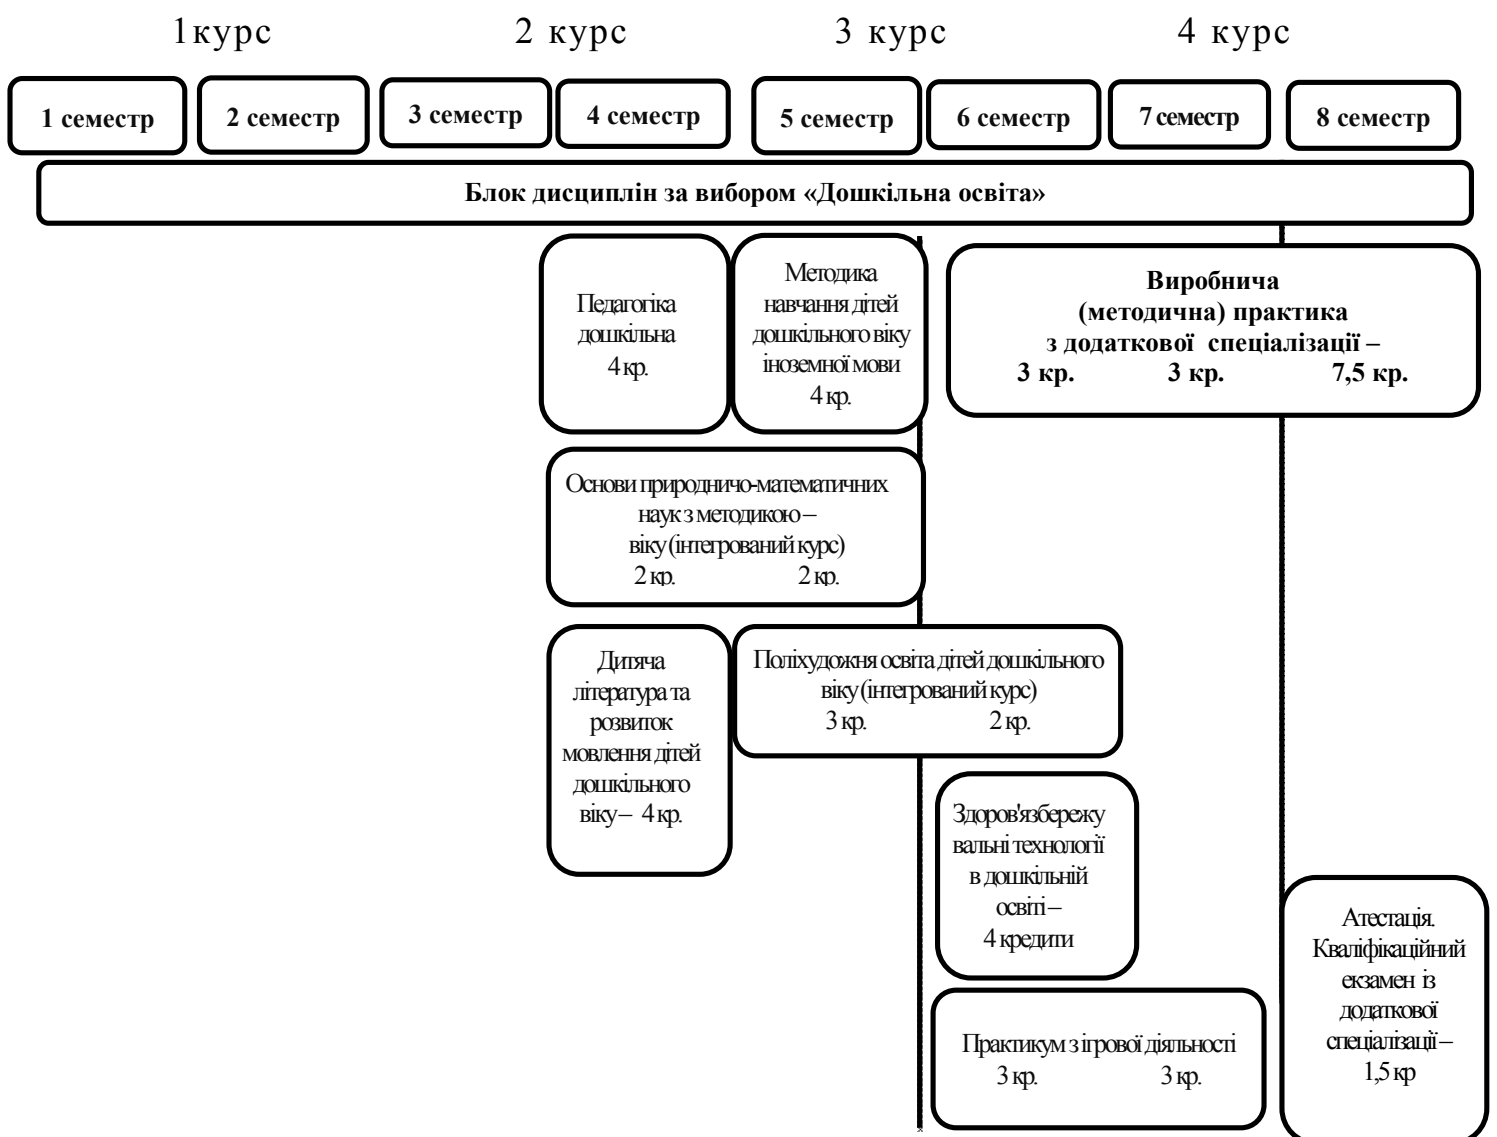 1курс
2 курс
3 курс
4 курс
1 семестр
2 семестр
3 семестр
4 семестр
5 семестр
6 семестр
7 семестр
8 семестр
Блок дисциплін за вибором «Дошкільна освіта»
Педагогіка
дошкільна
4 кр.
Методика
навчання дітей
дошкільного віку
іноземної мови
4 кр.
Виробнича
(методична) практика
з додаткової спеціалізації –
3 кр. 3 кр. 7,5 кр.
Основи природничо-математичних
наук з методикою –
віку (інтегрований курс)
2 кр. 2 кр.
Дитяча
література та
розвиток
мовлення дітей
дошкільного
віку – 4 кр.
Поліхудожня освіта дітей дошкільного
віку (інтегрований курс)
3 кр. 2 кр.
Здоров'язбережу
вальні технології
в дошкільній
освіті –
4 кредити
Практикум з ігрової діяльності
3 кр. 3 кр.
Атестація.
Кваліфікаційний
екзамен із
додаткової
спеціалізації –
1,5 кр